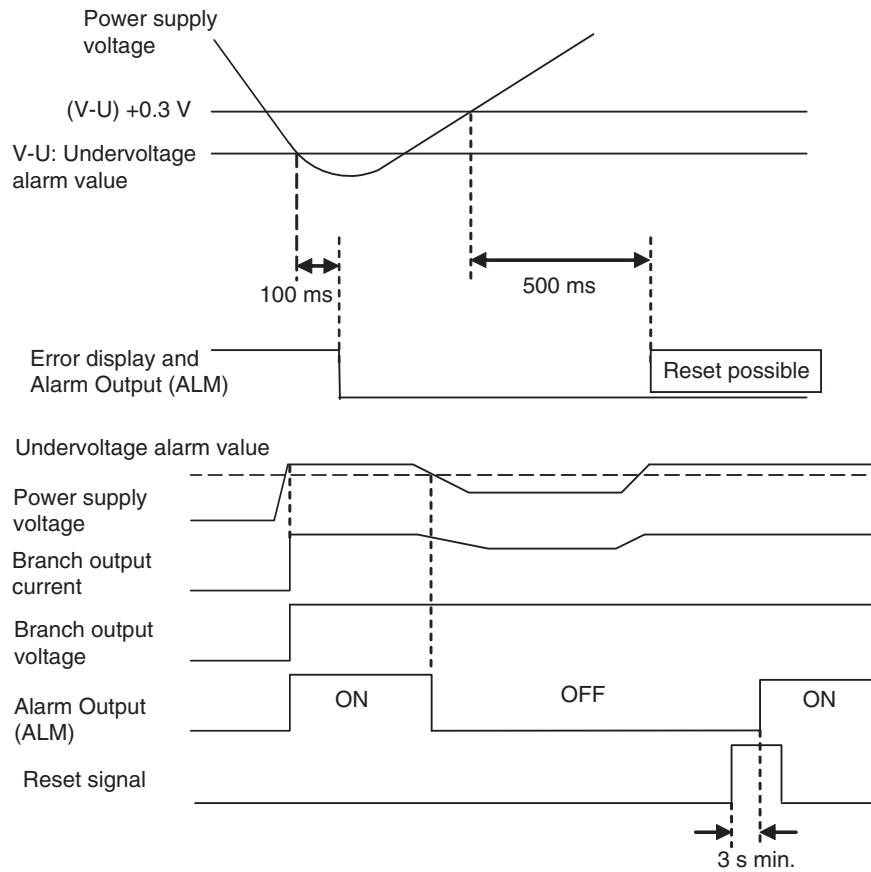 Power supply
voltage
(V-U) +0.3 V
V-U: Undervoltage
alarm value
100 ms
500 ms
Error display and
Alarm Output (ALM)
Reset possible
Undervoltage alarm value
Power supply
voltage
Branch output
current
Branch output
voltage
Alarm Output
(ALM)
ON
OFF
ON
Reset signal
3 s min.